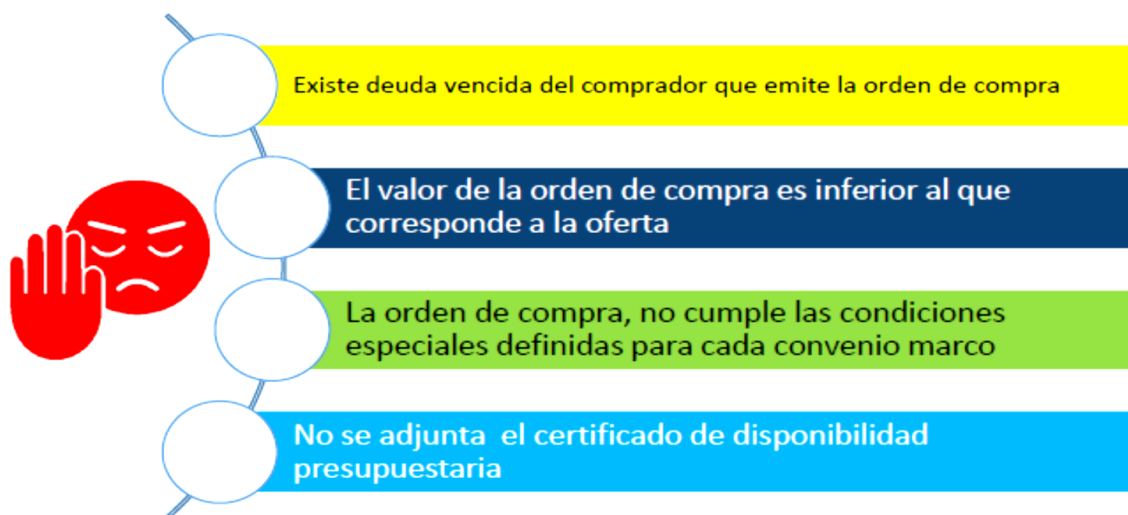 Existe deuda vencida del comprador que emite la orden de compra
El valor de la orden de compra es inferior al que
corresponde a la oferta
La orden de compra, no cumple las condiciones
especiales definidas para cada convenio marco
No se adjunta el certificado de disponibilidad
presupuestaria